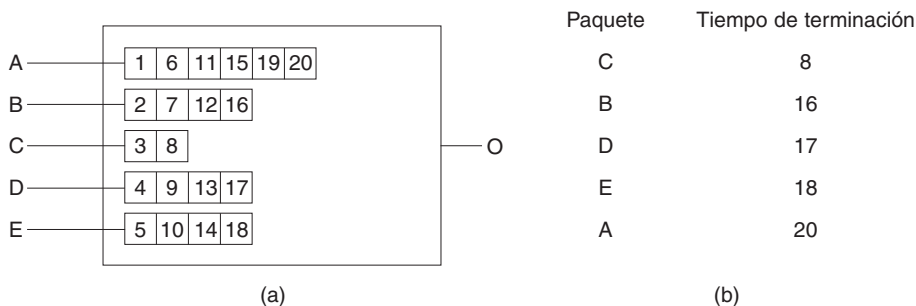 Paquete Tiempo de terminación
A 1 6 11 15 19 20
B 2 7 12 16
C 3 8
O
D 4 9 13 17
E 5 10 14 18
C 8
B 16
D 17
E 18
A 20
(a) (b)